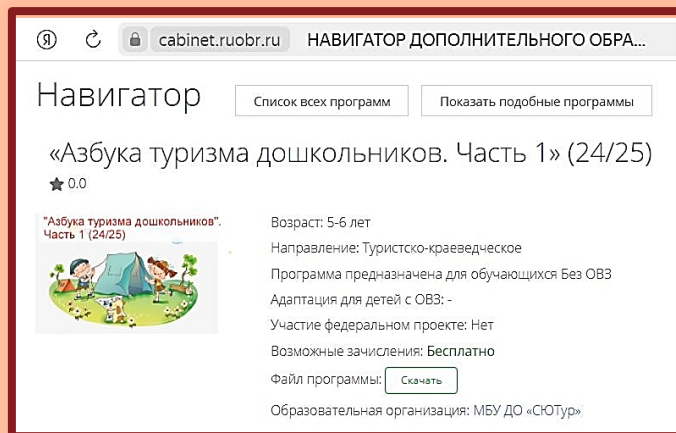 cabinet.ruobr.ru НАВИГАТОР ДОПОЛНИТЕЛЬНОГО ОБРА...
Навигатор Список всех программ Показать подобные программы
«Азбука туризма дошкольников. Часть 1» (24/25)
0.0
"Азбука туризма дошкольников".
Часть 1 (24/25)
Возраст: 5-6 лет
Направление: Туристско-краеведческое
Программа предназначена для обучающихся Без ОВЗ
Адаптация для детей с ОВЗ: -
Участие федеральном проекте: Нет
Возможные зачисления: Бесплатно
Файл программы: Скачать
Образовательная организация: МБУ ДО «СЮТур»